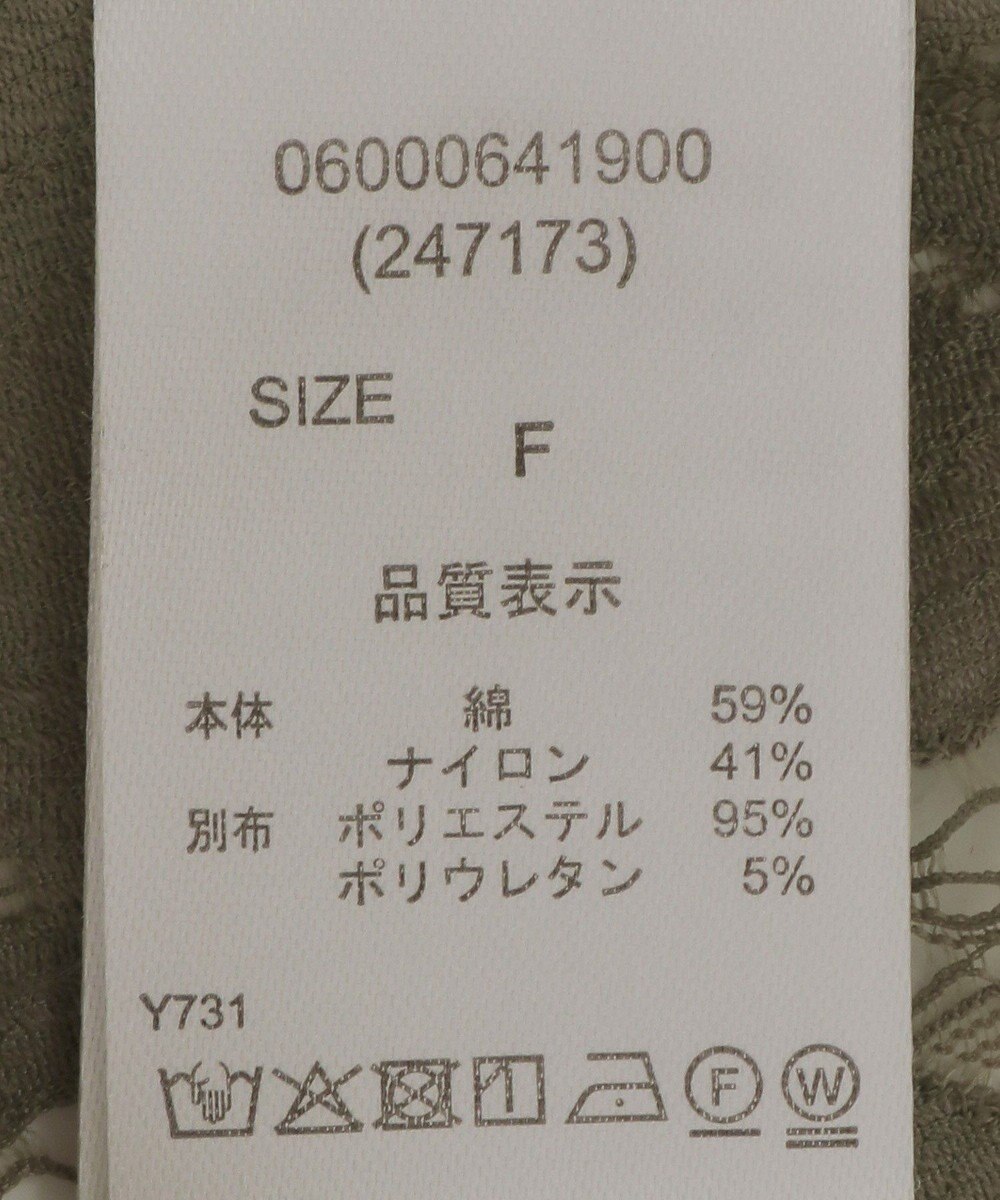 06000641900
(247173)
SIZE
F
品質表示
本体 綿 59%
ナイロン 41%
別布 ポリエステル 95%
ポリウレタン 5%
Y731
F W